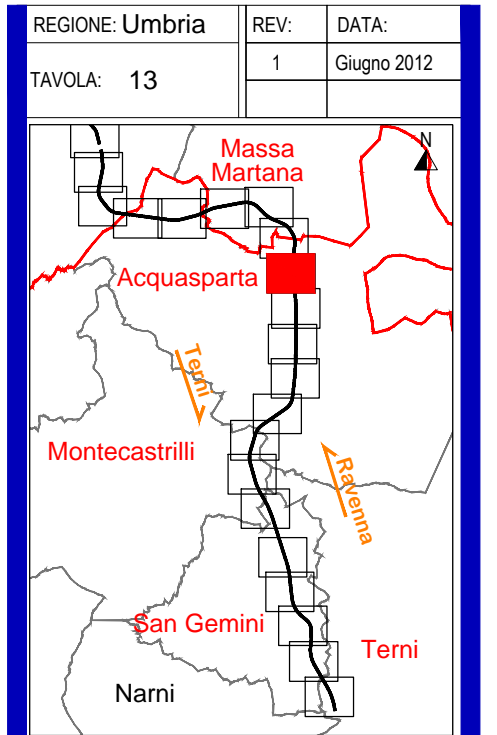 REGIONE: Umbria
REV:
DATA:
TAVOLA: 13
1
Giugno 2012
N
Massa
Martana
Acquasparta
Terni
Montecastrilli
Ravenna
San Gemini
Terni
Narni